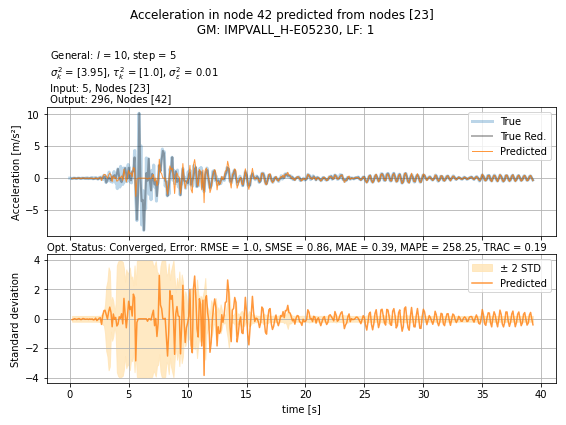 Acceleration in node 42 predicted from nodes [23]
GM: IMPVALL_H-E05230, LF: 1
General: l = 10, step = 5
σ²ₖ = [3.95], τ²ₖ = [1.0], σ²ε = 0.01
Input: 5, Nodes [23]
Output: 296, Nodes [42]
Acceleration [m/s²]
10
5
0
−5
True
True Red.
Predicted
Opt. Status: Converged, Error: RMSE = 1.0, SMSE = 0.86, MAE = 0.39, MAPE = 258.25, TRAC = 0.19
Standard deviation
4
2
0
−2
−4
± 2 STD
Predicted
0 5 10 15 20 25 30 35 40
time [s]